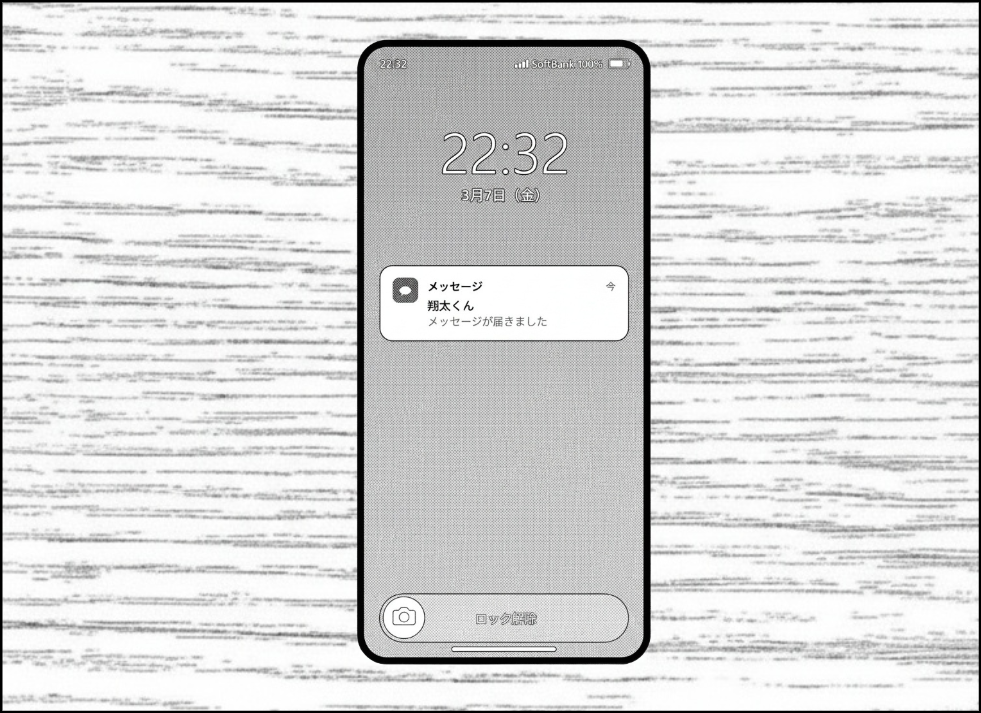 22:32 SoftBank 100%
22:32
3月7日（金）
メッセージ 今
翔太くん
メッセージが届きました
ロック解除